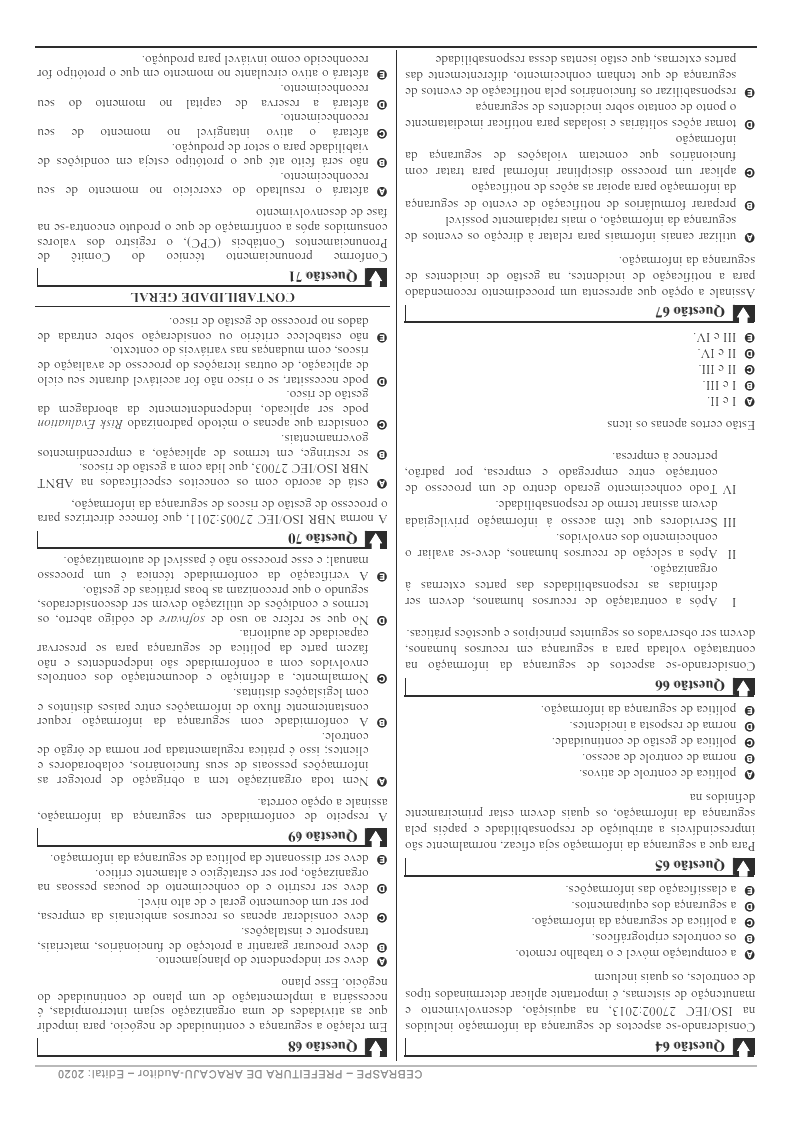 CEBRASPE – PREFEITURA DE ARACAJU-Auditor – Edital: 2020
Questão 64
Considerando-se aspectos de segurança da informação incluídos
na ISO/IEC 27002:2013, na aquisição, desenvolvimento e
manutenção de sistemas, é importante aplicar determinados tipos
de controles, os quais incluem
A a computação móvel e o trabalho remoto.
B os controles criptográficos.
C a política de segurança da informação.
D a segurança dos equipamentos.
E a classificação das informações.
Questão 65
Para que a segurança da informação seja eficaz, normalmente são
imprescindíveis a atribuição de responsabilidade e papéis pela
segurança da informação, os quais devem estar primeiramente
definidos na
A política de controle de ativos.
B norma de controle de acesso.
C política de gestão de continuidade.
D norma de resposta a incidentes.
E política de segurança da informação.
Questão 66
Considerando-se aspectos de segurança da informação na
contratação voltada para a segurança em recursos humanos,
devem ser observados os seguintes princípios e questões práticas.
I Após a contratação de recursos humanos, devem ser
definidas as responsabilidades das partes externas à
organização.
II Após a seleção de recursos humanos, deve-se avaliar o
conhecimento dos envolvidos.
III Servidores que têm acesso à informação privilegiada
devem assinar termo de responsabilidade.
IV Todo conhecimento gerado dentro de um processo de
contração entre empregado e empresa, por padrão,
pertence à empresa.
Estão certos apenas os itens
A I e II.
B I e III.
C II e III.
D II e IV.
E III e IV.
Questão 67
Assinale a opção que apresenta um procedimento recomendado
para a notificação de incidentes, na gestão de incidentes de
segurança da informação.
A utilizar canais informais para relatar à direção os eventos de
segurança da informação, o mais rapidamente possível
B preparar formulários de notificação de evento de segurança
da informação para apoiar as ações de notificação
C aplicar um processo disciplinar informal para tratar com
funcionários que cometam violações de segurança da
informação
D tomar ações solitárias e isoladas para notificar imediatamente
o ponto de contato sobre incidentes de segurança
E responsabilizar os funcionários pela notificação de eventos de
segurança de que tenham conhecimento, diferentemente das
partes externas, que estão isentas dessa responsabilidade
Questão 68
Em relação a segurança e continuidade de negócio, para impedir
que as atividades de uma organização sejam interrompidas, é
necessária a implementação de um plano de continuidade do
negócio. Esse plano
A deve ser independente do planejamento.
B deve procurar garantir a proteção de funcionários, materiais,
transporte e instalações.
C deve considerar apenas os recursos ambientais da empresa,
por ser um documento geral e de alto nível.
D deve ser restrito e do conhecimento de poucas pessoas na
organização, por ser estratégico e altamente crítico.
E deve ser dissonante da política de segurança da informação.
Questão 69
A respeito de conformidade em segurança da informação,
assinale a opção correta.
A Nem toda organização tem a obrigação de proteger as
informações pessoais de seus funcionários, colaboradores e
clientes; isso é prática regulamentada por norma de órgão de
controle.
B A conformidade com segurança da informação requer
constantemente fluxo de informações entre países distintos e
com legislações distintas.
C Normalmente, a definição e documentação dos controles
envolvidos com a conformidade são independentes e não
fazem parte da política de segurança para se preservar
capacidade de auditoria.
D No que se refere ao uso de software de código aberto, os
termos e condições de utilização devem ser desconsiderados,
segundo o que preconizam as boas práticas de gestão.
E A verificação da conformidade técnica é um processo
manual; e esse processo não é passível de automatização.
Questão 70
A norma NBR ISO/IEC 27005:2011, que fornece diretrizes para
o processo de gestão de riscos de segurança da informação,
A está de acordo com os conceitos especificados na ABNT
NBR ISO/IEC 27003, que lida com a gestão de riscos.
B se restringe, em termos de aplicação, a empreendimentos
governamentais.
C considera que apenas o método padronizado Risk Evaluation
pode ser aplicado, independentemente da abordagem da
gestão de risco.
D pode necessitar, se o risco não for aceitável durante seu ciclo
de aplicação, de outras iterações do processo de avaliação de
riscos, com mudanças nas variáveis do contexto.
E não estabelece critério ou consideração sobre entrada de
dados no processo de gestão de risco.
CONTABILIDADE GERAL
Questão 71
Conforme pronunciamento técnico do Comitê de
Pronunciamentos Contábeis (CPC), o registro dos valores
consumidos após a confirmação de que o produto encontra-se na
fase de desenvolvimento
A afetará o resultado do exercício no momento de seu
reconhecimento.
B não será feito até que o protótipo esteja em condições de
viabilidade para o setor de produção.
C afetará o ativo intangível no momento de seu
reconhecimento.
D afetará a reserva de capital no momento do seu
reconhecimento.
E afetará o ativo circulante no momento em que o protótipo for
reconhecido como inviável para produção.